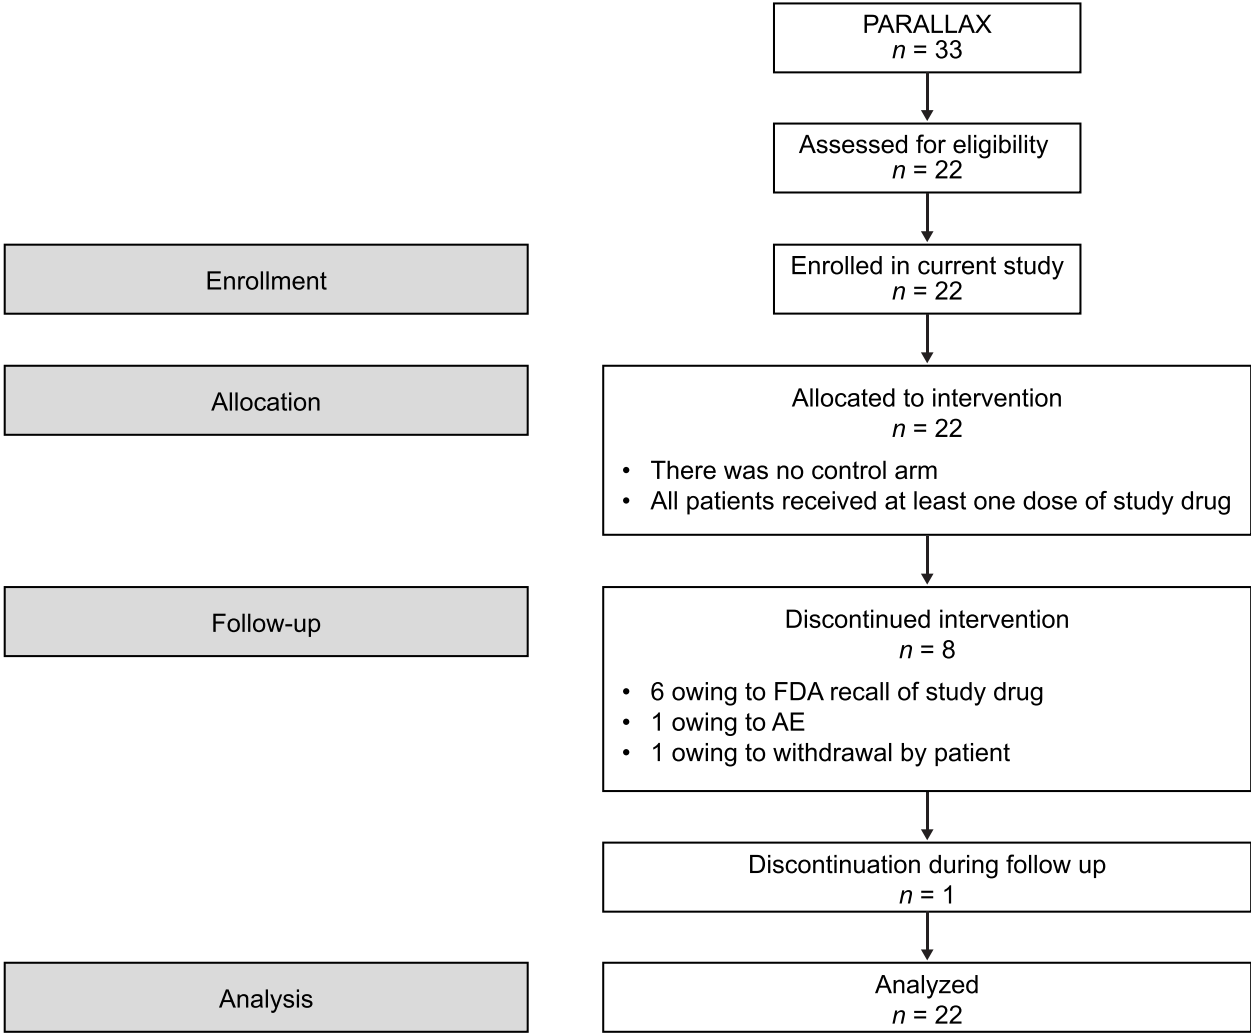 PARALLAX
n = 33
Assessed for eligibility
n = 22
Enrollment
Enrolled in current study
n = 22
Allocation
Allocated to intervention
n = 22
• There was no control arm
• All patients received at least one dose of study drug
Follow-up
Discontinued intervention
n = 8
• 6 owing to FDA recall of study drug
• 1 owing to AE
• 1 owing to withdrawal by patient
Discontinuation during follow up
n = 1
Analysis
Analyzed
n = 22